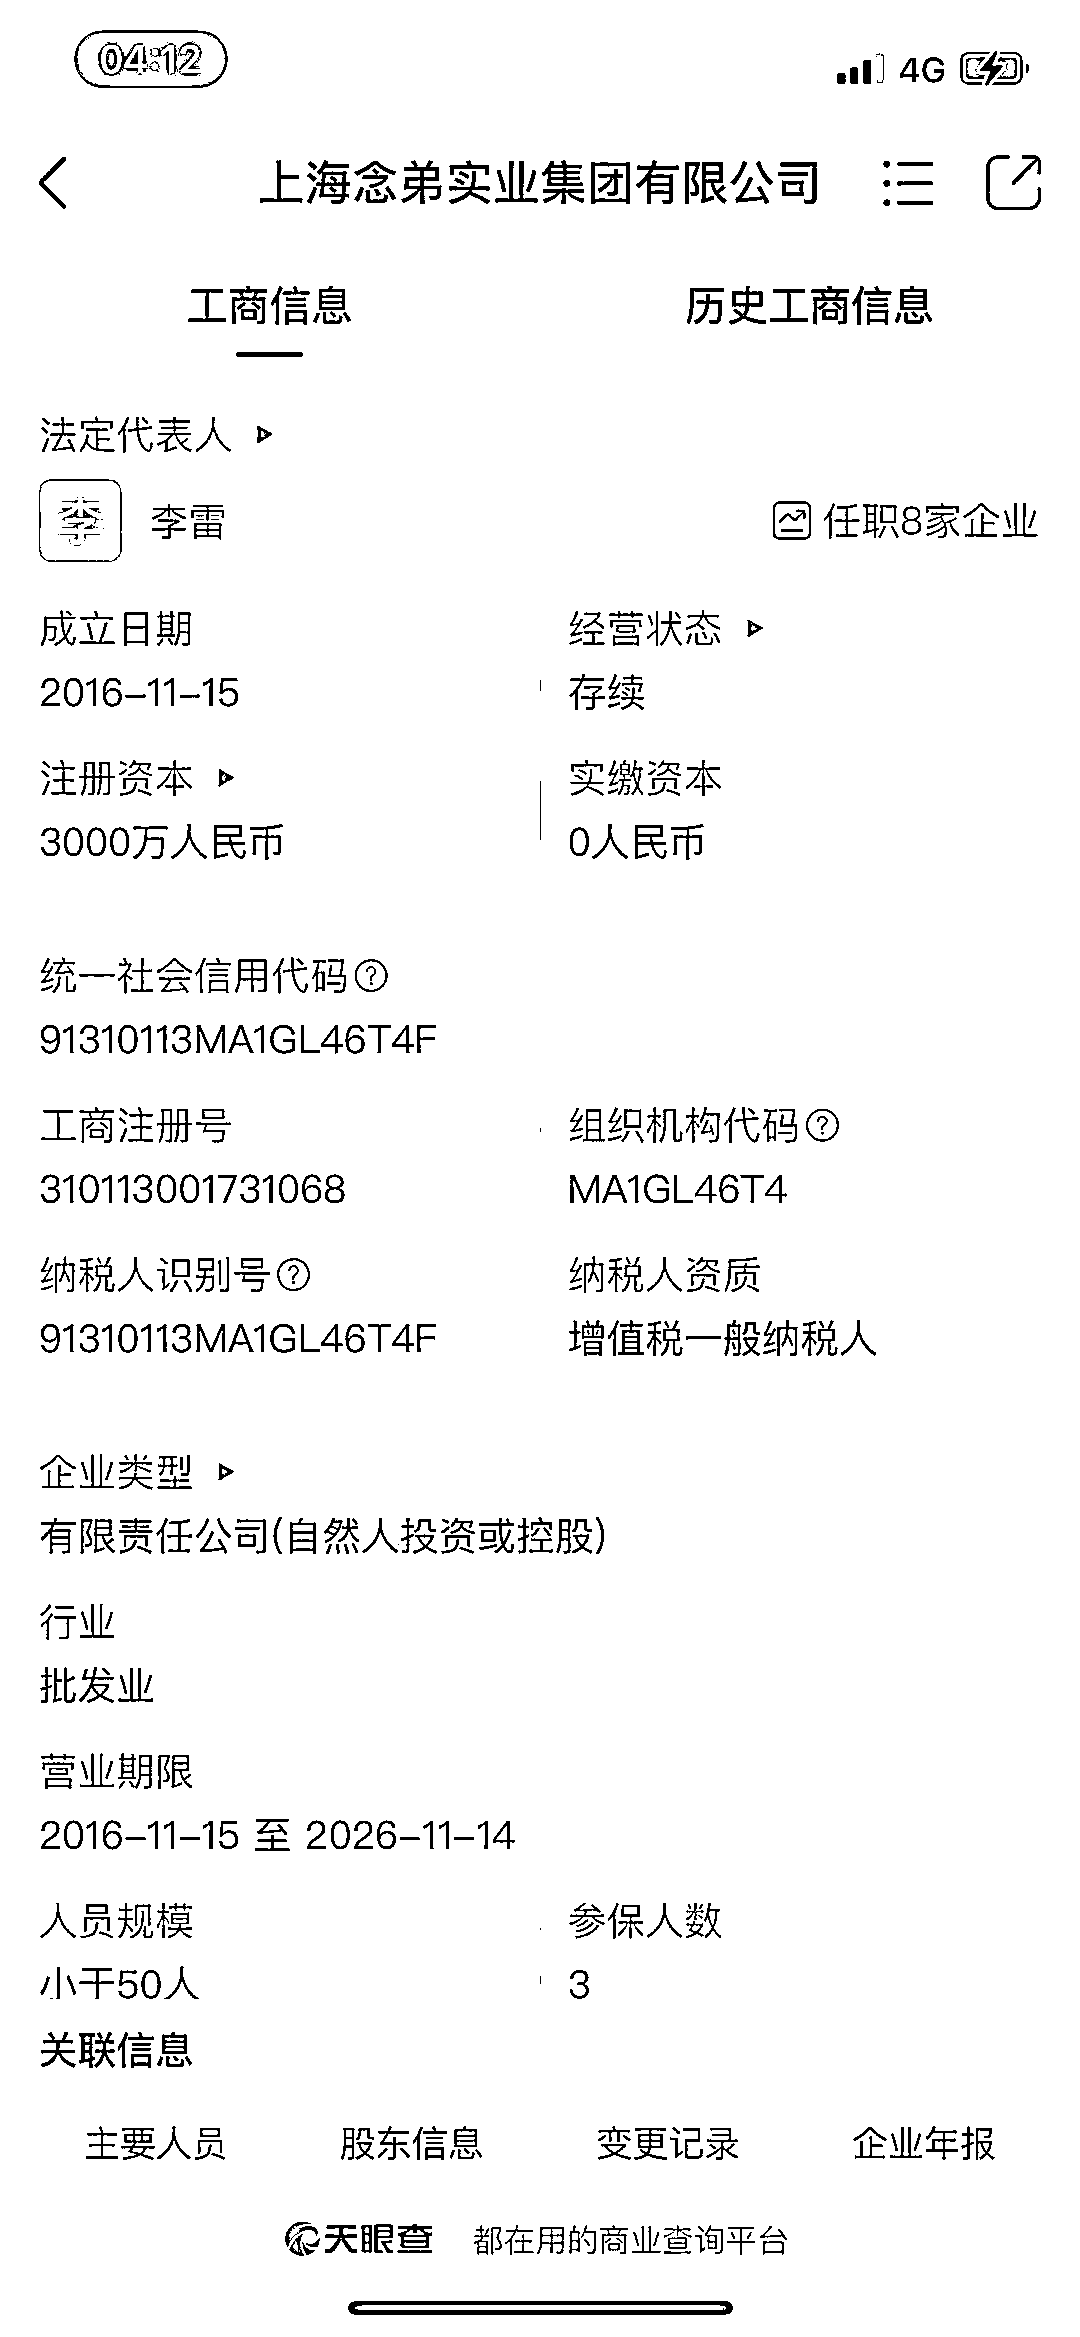 04:12
4G
上海念弟实业集团有限公司
工商信息 历史工商信息
法定代表人
李 李雷 任职8家企业
成立日期 经营状态
2016-11-15 存续
注册资本 实缴资本
3000万人民币 0人民币
统一社会信用代码?
91310113MA1GL46T4F
工商注册号 组织机构代码?
310113001731068 MA1GL46T4
纳税人识别号? 纳税人资质
91310113MA1GL46T4F 增值税一般纳税人
企业类型
有限责任公司(自然人投资或控股)
行业
批发业
营业期限
2016-11-15 至 2026-11-14
人员规模 参保人数
小于50人 3
关联信息
主要人员 股东信息 变更记录 企业年报
天眼查 都在用的商业查询平台